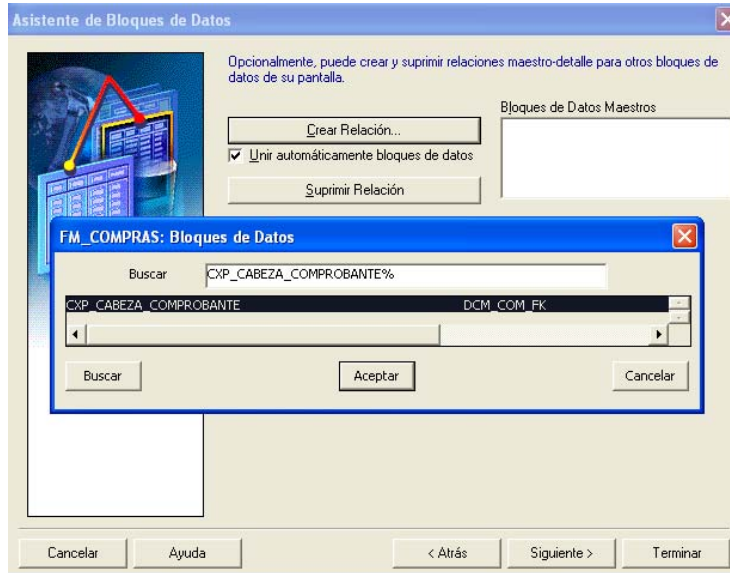 Asistente de Bloques de Datos
Opcionalmente, puede crear y suprimir relaciones maestro-detalle para otros bloques de
datos de su pantalla.
Bloques de Datos Maestros
Crear Relación...
Unir automáticamente bloques de datos
Suprimir Relación
FM_COMPRAS: Bloques de Datos
Buscar CXP_CABEZA_COMPROBANTE%
CXP_CABEZA_COMPROBANTE DCM_COM_FK
Buscar Aceptar Cancelar
Cancelar Ayuda < Atrás Siguiente > Terminar